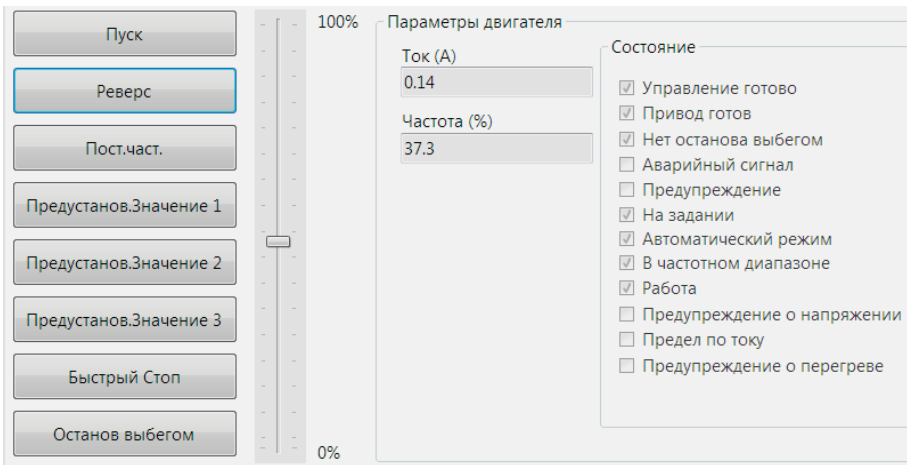 Пуск
Реверс
Пост.част.
Предустанов.Значение 1
Предустанов.Значение 2
Предустанов.Значение 3
Быстрый Стоп
Останов выбегом
100%
0%
Параметры двигателя
Ток (А)
0.14
Частота (%)
37.3
Состояние
Управление готово
Привод готов
Нет останова выбегом
Аварийный сигнал
Предупреждение
На задании
Автоматический режим
В частотном диапазоне
Работа
Предупреждение о напряжении
Предел по току
Предупреждение о перегреве